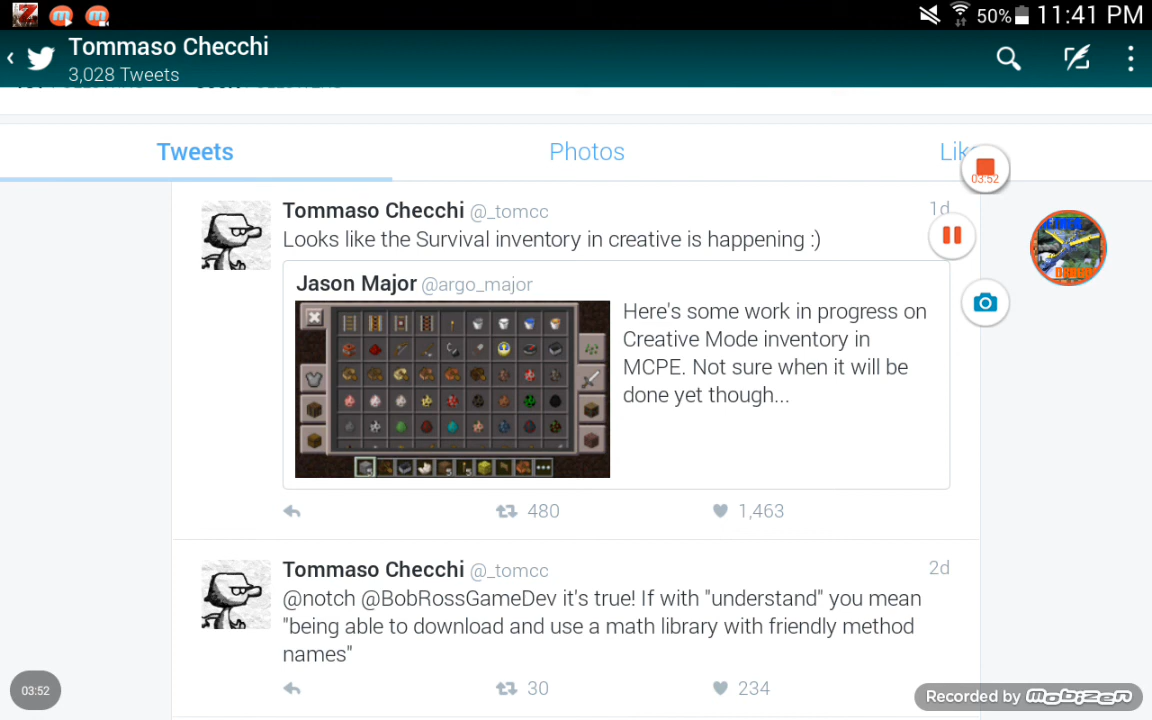 50% 11:41 PM
Tommaso Checchi
3,028 Tweets
Tweets Photos Lik
03:52
Tommaso Checchi @_tomcc 1d
Looks like the Survival inventory in creative is happening :)
Jason Major @argo_major
Here's some work in progress on
Creative Mode inventory in
MCPE. Not sure when it will be
done yet though...
480 1,463
Tommaso Checchi @_tomcc 2d
@notch @BobRossGameDev it's true! If with "understand" you mean
"being able to download and use a math library with friendly method
names"
30 234
03:52
Recorded by mobizen